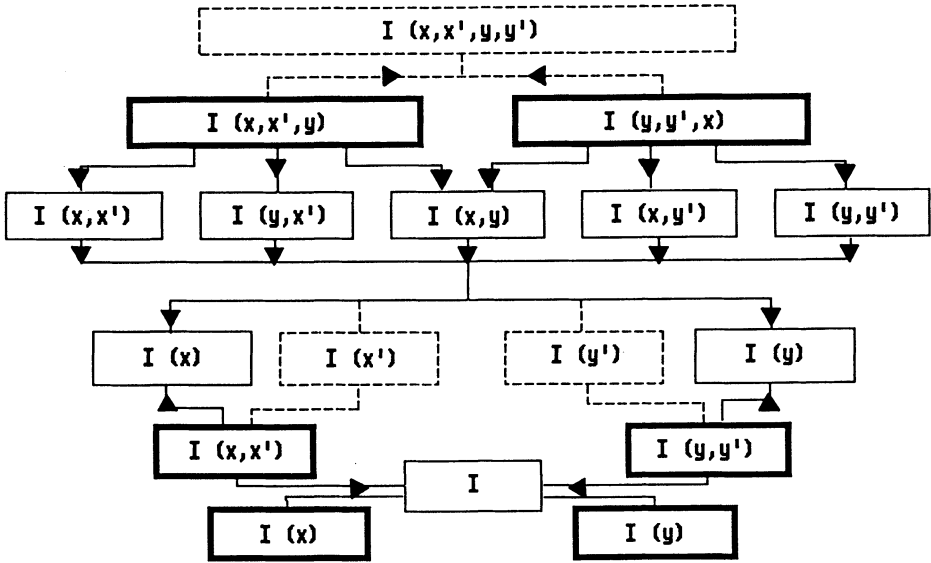 I (x,x',y,y')
I (x,x',y)
I (y,y',x)
I (x,x')
I (y,x')
I (x,y)
I (x,y')
I (y,y')
I (x)
I (x')
I (y')
I (y)
I (x,x')
I (y,y')
I
I (x)
I (y)